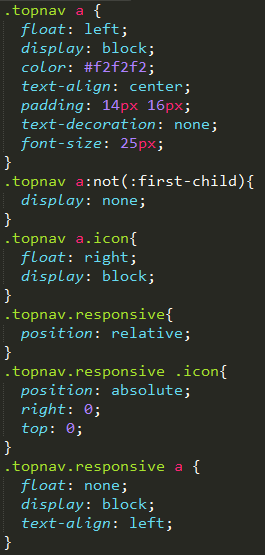 .topnav a {
  float: left;
  display: block;
  color: #f2f2f2;
  text-align: center;
  padding: 14px 16px;
  text-decoration: none;
  font-size: 25px;
}
.topnav a:not(:first-child){
  display: none;
}
.topnav a.icon{
  float: right;
  display: block;
}
.topnav.responsive{
  position: relative;
}
.topnav.responsive .icon{
  position: absolute;
  right: 0;
  top: 0;
}
.topnav.responsive a {
  float: none;
  display: block;
  text-align: left;
}